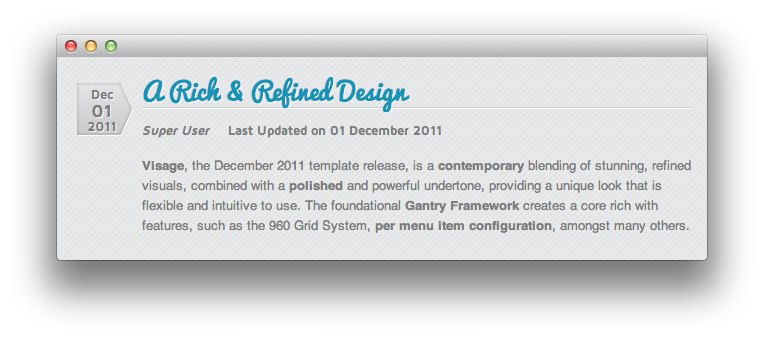 Dec
01
2011
A Rich & Refined Design
Super User Last Updated on 01 December 2011
Visage, the December 2011 template release, is a contemporary blending of stunning, refined
visuals, combined with a polished and powerful undertone, providing a unique look that is
flexible and intuitive to use. The foundational Gantry Framework creates a core rich with
features, such as the 960 Grid System, per menu item configuration, amongst many others.